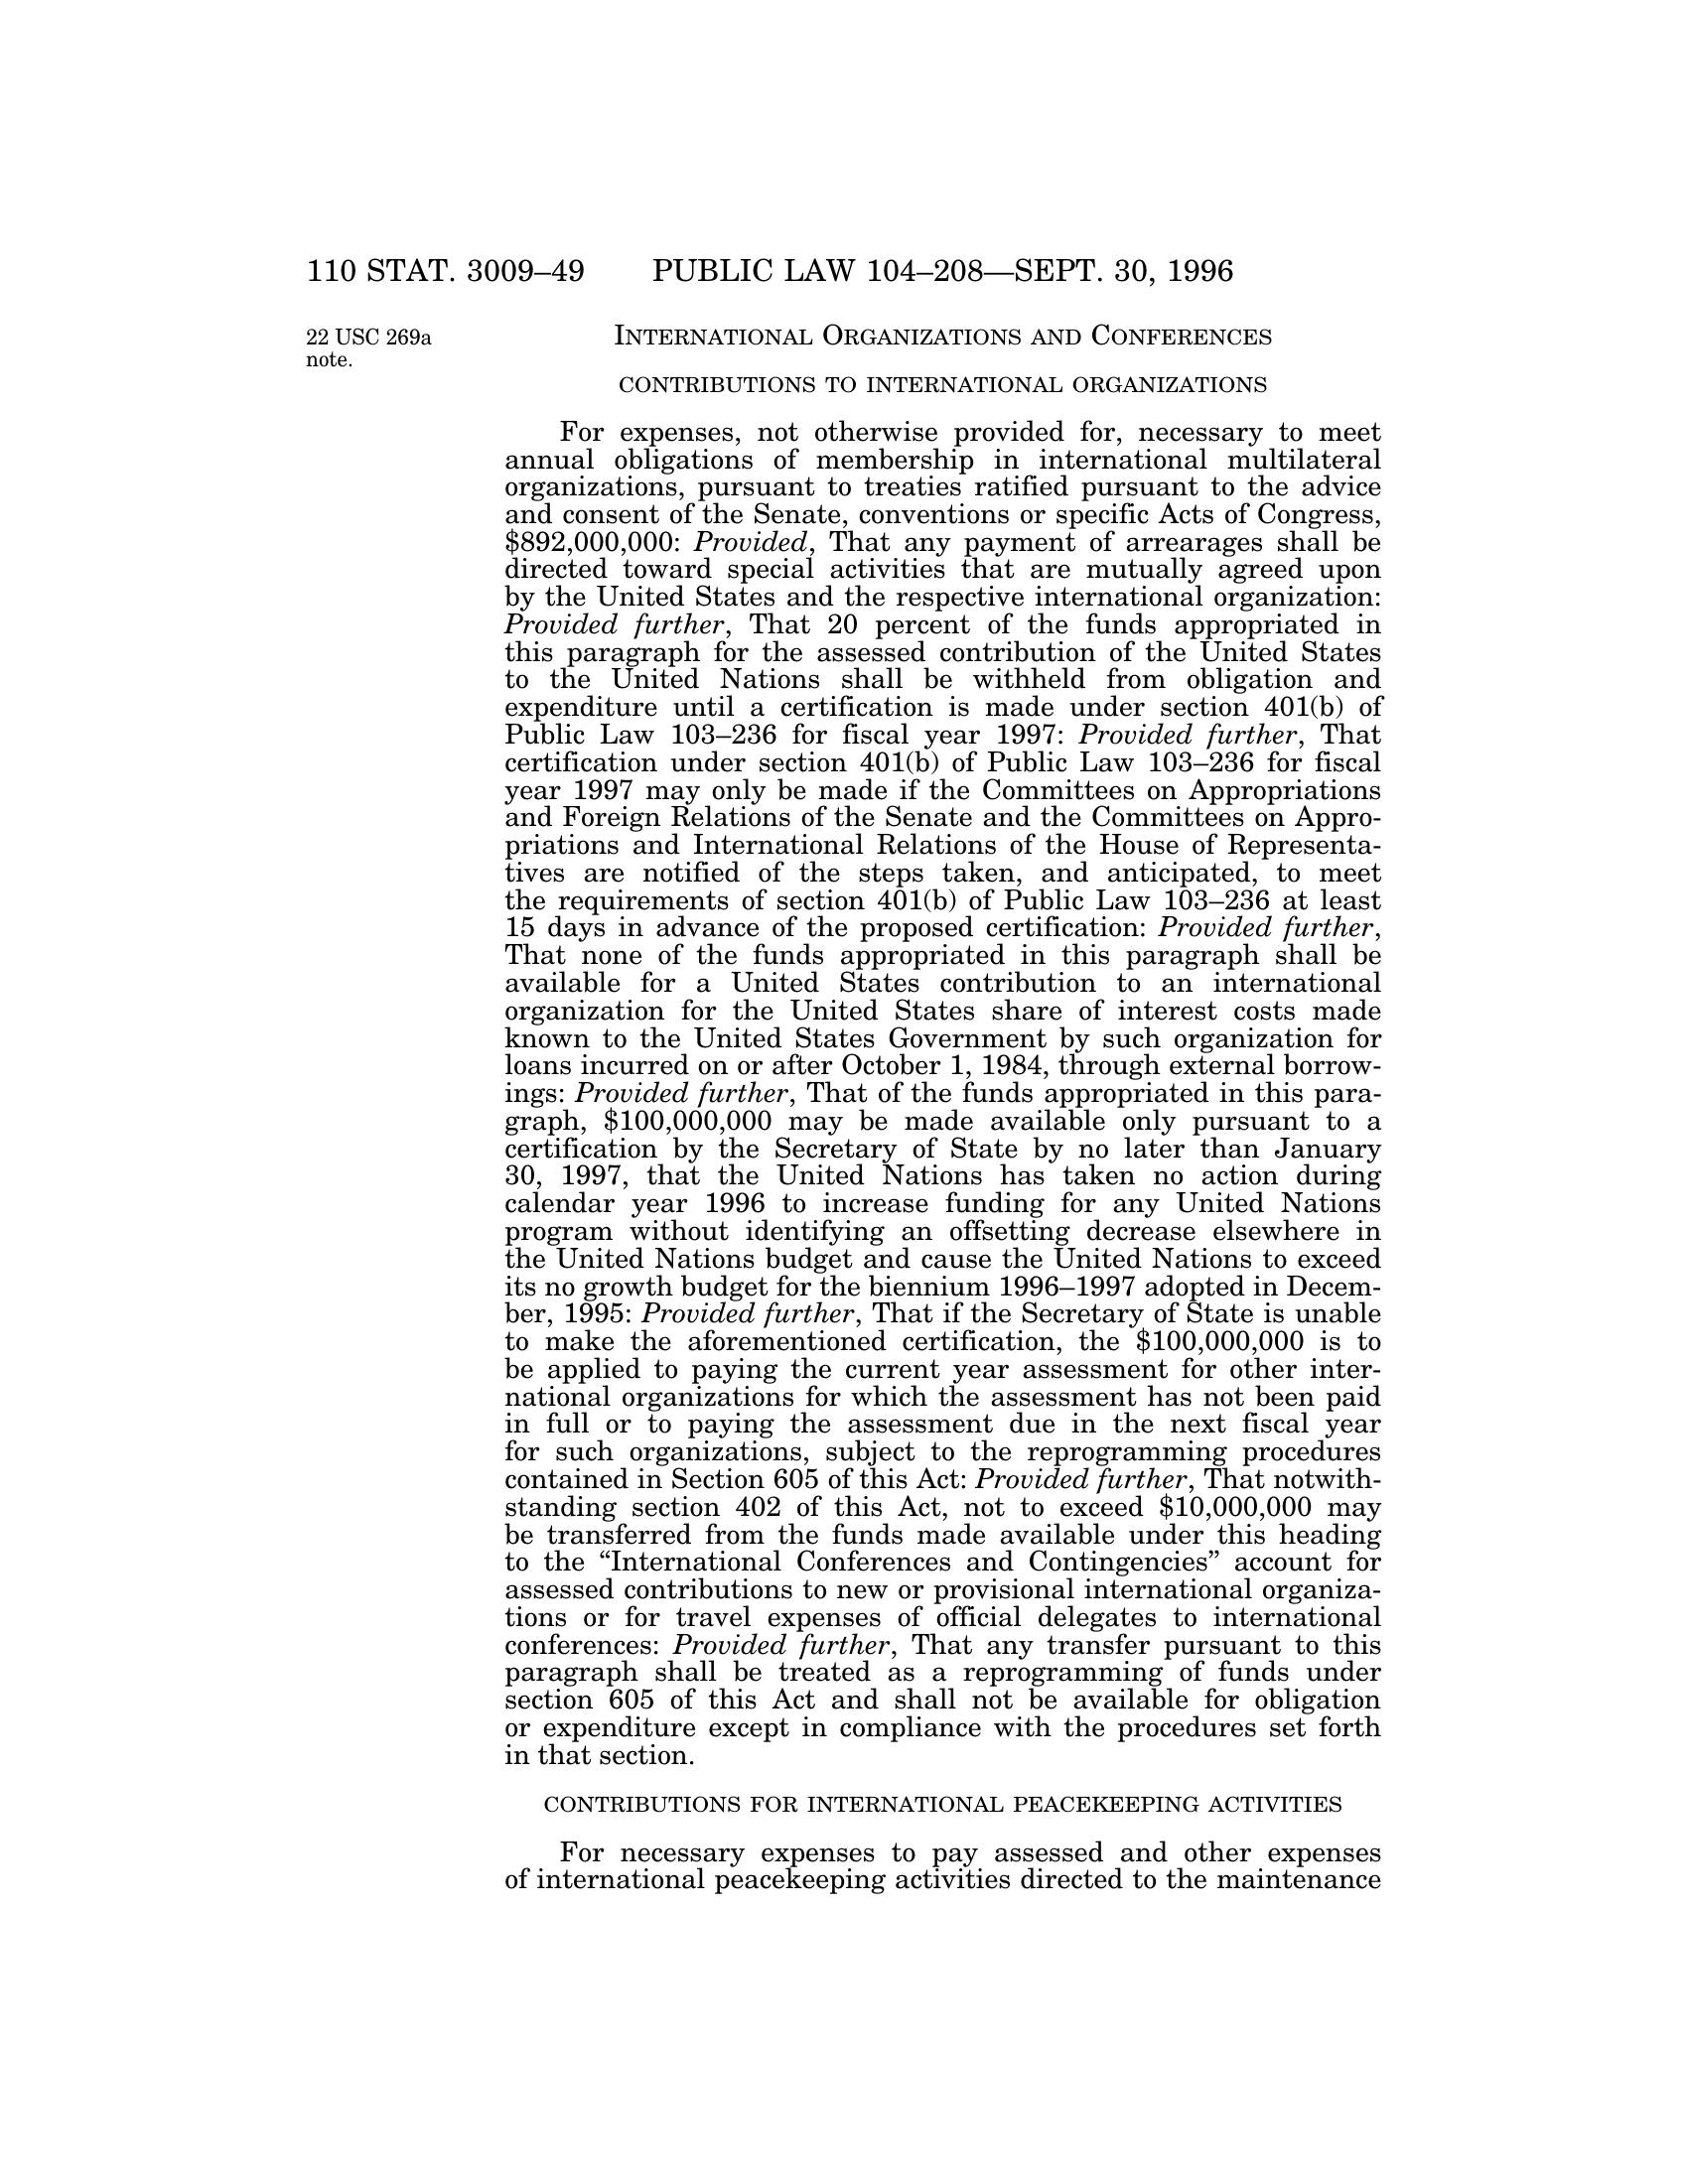 110 STAT. 3009–49 PUBLIC LAW 104–208—SEPT. 30, 1996
22 USC 269a
note.
INTERNATIONAL ORGANIZATIONS AND CONFERENCES
CONTRIBUTIONS TO INTERNATIONAL ORGANIZATIONS
For expenses, not otherwise provided for, necessary to meet
annual obligations of membership in international multilateral
organizations, pursuant to treaties ratified pursuant to the advice
and consent of the Senate, conventions or specific Acts of Congress,
$892,000,000: Provided, That any payment of arrearages shall be
directed toward special activities that are mutually agreed upon
by the United States and the respective international organization:
Provided further, That 20 percent of the funds appropriated in
this paragraph for the assessed contribution of the United States
to the United Nations shall be withheld from obligation and
expenditure until a certification is made under section 401(b) of
Public Law 103–236 for fiscal year 1997: Provided further, That
certification under section 401(b) of Public Law 103–236 for fiscal
year 1997 may only be made if the Committees on Appropriations
and Foreign Relations of the Senate and the Committees on Appro-
priations and International Relations of the House of Representa-
tives are notified of the steps taken, and anticipated, to meet
the requirements of section 401(b) of Public Law 103–236 at least
15 days in advance of the proposed certification: Provided further,
That none of the funds appropriated in this paragraph shall be
available for a United States contribution to an international
organization for the United States share of interest costs made
known to the United States Government by such organization for
loans incurred on or after October 1, 1984, through external borrow-
ings: Provided further, That of the funds appropriated in this para-
graph, $100,000,000 may be made available only pursuant to a
certification by the Secretary of State by no later than January
30, 1997, that the United Nations has taken no action during
calendar year 1996 to increase funding for any United Nations
program without identifying an offsetting decrease elsewhere in
the United Nations budget and cause the United Nations to exceed
its no growth budget for the biennium 1996–1997 adopted in Decem-
ber, 1995: Provided further, That if the Secretary of State is unable
to make the aforementioned certification, the $100,000,000 is to
be applied to paying the current year assessment for other inter-
national organizations for which the assessment has not been paid
in full or to paying the assessment due in the next fiscal year
for such organizations, subject to the reprogramming procedures
contained in Section 605 of this Act: Provided further, That notwith-
standing section 402 of this Act, not to exceed $10,000,000 may
be transferred from the funds made available under this heading
to the “International Conferences and Contingencies” account for
assessed contributions to new or provisional international organiza-
tions or for travel expenses of official delegates to international
conferences: Provided further, That any transfer pursuant to this
paragraph shall be treated as a reprogramming of funds under
section 605 of this Act and shall not be available for obligation
or expenditure except in compliance with the procedures set forth
in that section.
CONTRIBUTIONS FOR INTERNATIONAL PEACEKEEPING ACTIVITIES
For necessary expenses to pay assessed and other expenses
of international peacekeeping activities directed to the maintenance